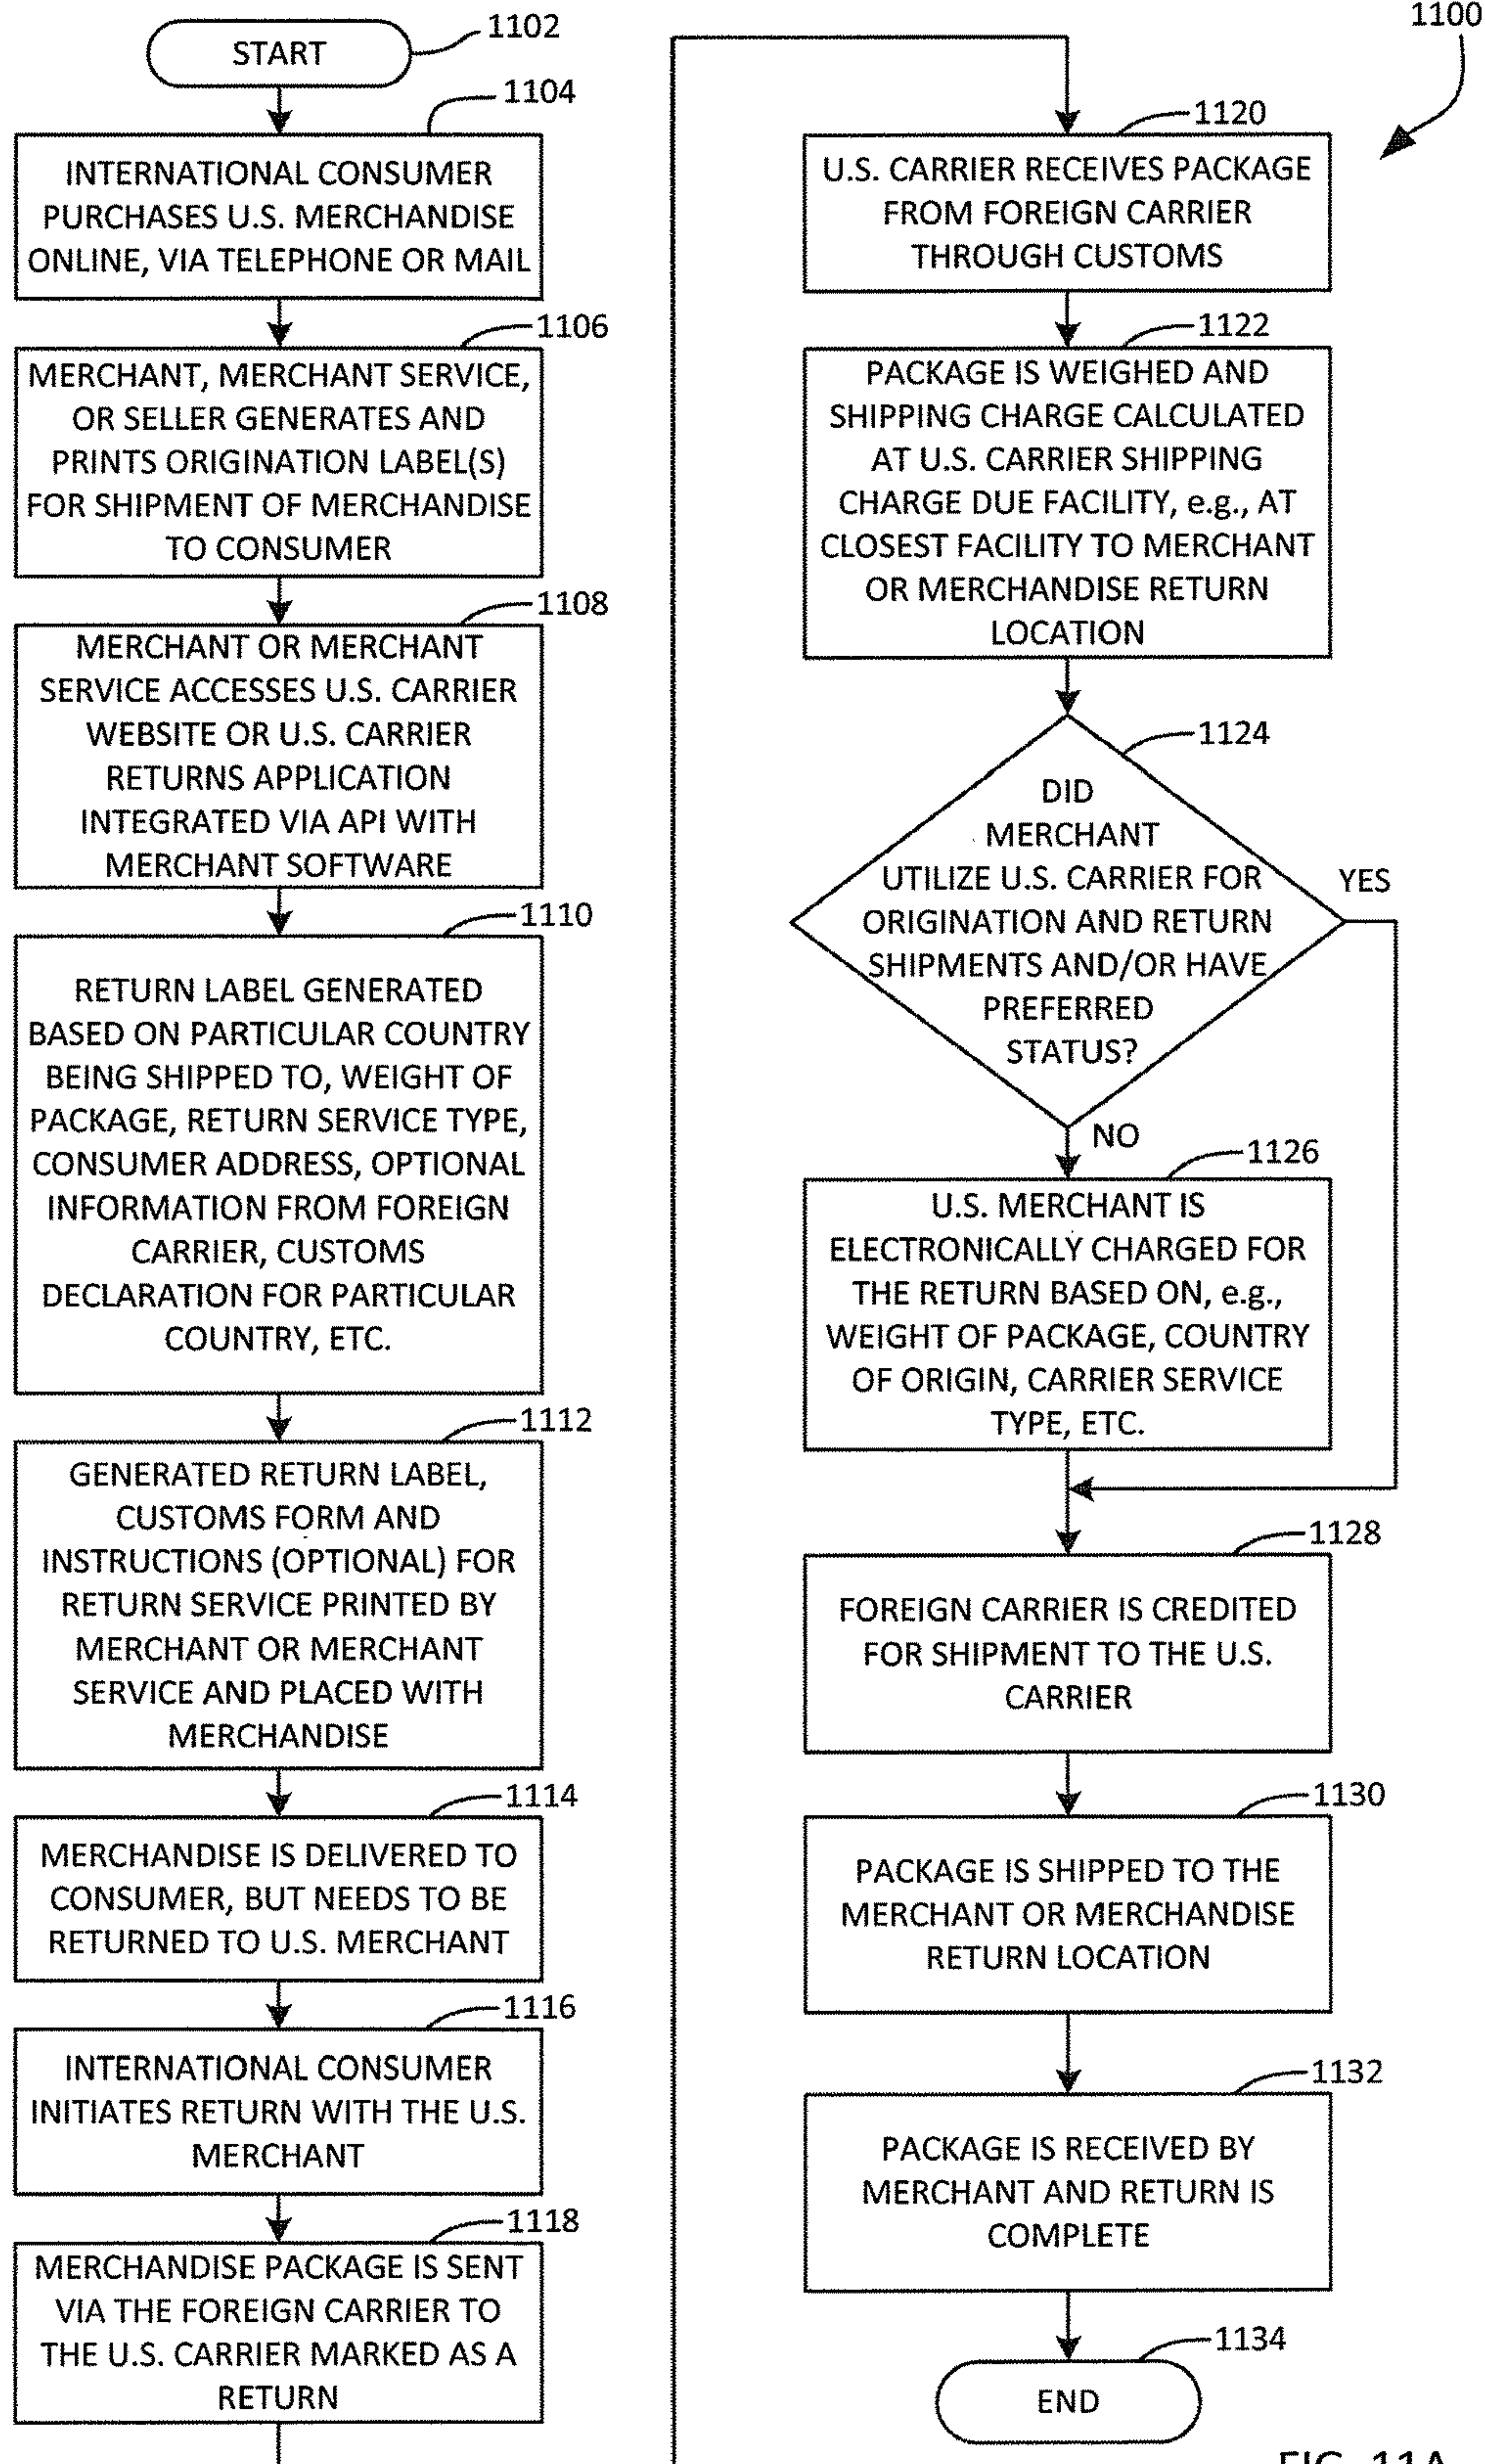 1100
START
1102
1104
INTERNATIONAL CONSUMER
PURCHASES U.S. MERCHANDISE
ONLINE, VIA TELEPHONE OR MAIL
1106
MERCHANT, MERCHANT SERVICE,
OR SELLER GENERATES AND
PRINTS ORIGINATION LABEL(S)
FOR SHIPMENT OF MERCHANDISE
TO CONSUMER
1108
MERCHANT OR MERCHANT
SERVICE ACCESSES U.S. CARRIER
WEBSITE OR U.S. CARRIER
RETURNS APPLICATION
INTEGRATED VIA API WITH
MERCHANT SOFTWARE
1110
RETURN LABEL GENERATED
BASED ON PARTICULAR COUNTRY
BEING SHIPPED TO, WEIGHT OF
PACKAGE, RETURN SERVICE TYPE,
CONSUMER ADDRESS, OPTIONAL
INFORMATION FROM FOREIGN
CARRIER, CUSTOMS
DECLARATION FOR PARTICULAR
COUNTRY, ETC.
1112
GENERATED RETURN LABEL,
CUSTOMS FORM AND
INSTRUCTIONS (OPTIONAL) FOR
RETURN SERVICE PRINTED BY
MERCHANT OR MERCHANT
SERVICE AND PLACED WITH
MERCHANDISE
1114
MERCHANDISE IS DELIVERED TO
CONSUMER, BUT NEEDS TO BE
RETURNED TO U.S. MERCHANT
1116
INTERNATIONAL CONSUMER
INITIATES RETURN WITH THE U.S.
MERCHANT
1118
MERCHANDISE PACKAGE IS SENT
VIA THE FOREIGN CARRIER TO
THE U.S. CARRIER MARKED AS A
RETURN
1120
U.S. CARRIER RECEIVES PACKAGE
FROM FOREIGN CARRIER
THROUGH CUSTOMS
1122
PACKAGE IS WEIGHED AND
SHIPPING CHARGE CALCULATED
AT U.S. CARRIER SHIPPING
CHARGE DUE FACILITY, e.g., AT
CLOSEST FACILITY TO MERCHANT
OR MERCHANDISE RETURN
LOCATION
1124
DID
MERCHANT
UTILIZE U.S. CARRIER FOR
ORIGINATION AND RETURN
SHIPMENTS AND/OR HAVE
PREFERRED
STATUS?
YES
NO
1126
U.S. MERCHANT IS
ELECTRONICALLY CHARGED FOR
THE RETURN BASED ON, e.g.,
WEIGHT OF PACKAGE, COUNTRY
OF ORIGIN, CARRIER SERVICE
TYPE, ETC.
1128
FOREIGN CARRIER IS CREDITED
FOR SHIPMENT TO THE U.S.
CARRIER
1130
PACKAGE IS SHIPPED TO THE
MERCHANT OR MERCHANDISE
RETURN LOCATION
1132
PACKAGE IS RECEIVED BY
MERCHANT AND RETURN IS
COMPLETE
1134
END
FIG. 11A